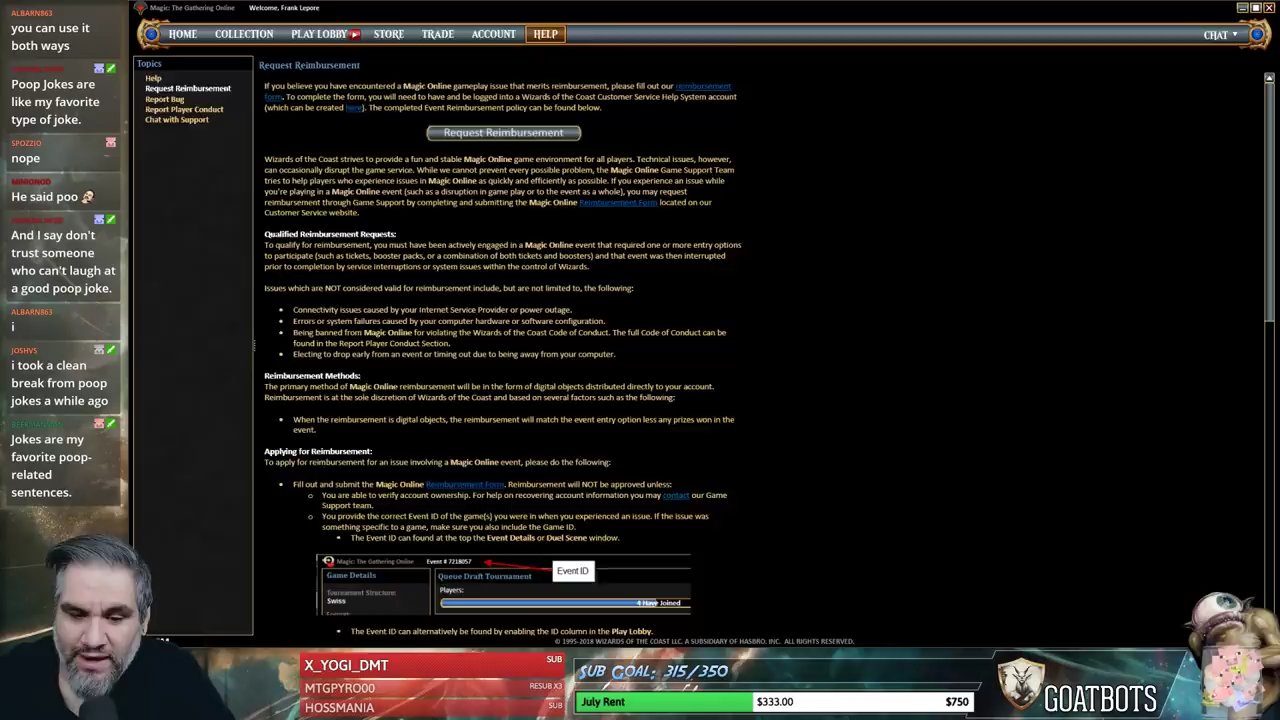 ALBARN863
you can use it
both ways
Poop Jokes are
like my favorite
type of joke.
SPOZZIO
nope
MINIONGD
He said poo
And I say don't
trust someone
who can't laugh at
a good poop joke.
ALBARN863
i
JOSHVS
i took a clean
break from poop
jokes a while ago
Jokes are my
favorite poop-
related
sentences.
Magic: The Gathering Online
Welcome, Frank Lepore
HOME COLLECTION PLAY LOBBY STORE TRADE ACCOUNT HELP CHAT
Topics
Help
Request Reimbursement
Report Bug
Report Player Conduct
Chat with Support
Request Reimbursement
If you believe you have encountered a Magic Online gameplay issue that merits reimbursement, please fill out our reimbursement
form. To complete the form, you will need to have and be logged into a Wizards of the Coast Customer Service Help System account
(which can be created here). The completed Event Reimbursement policy can be found below.
Request Reimbursement
Wizards of the Coast strives to provide a fun and stable Magic Online game environment for all players. Technical issues, however,
can occasionally disrupt the game service. While we cannot prevent every possible problem, the Magic Online Game Support Team
tries to help players who experience issues in Magic Online as quickly and efficiently as possible. If you experience an issue while
you're playing in a Magic Online event (such as a disruption in game play or to the event as a whole), you may request
reimbursement through Game Support by completing and submitting the Magic Online Reimbursement Form located on our
Customer Service website.
Qualified Reimbursement Requests:
To qualify for reimbursement, you must have been actively engaged in a Magic Online event that required one or more entry options
to participate (such as tickets, booster packs, or a combination of both tickets and boosters) and that event was then interrupted
prior to completion by service interruptions or system issues within the control of Wizards.
Issues which are NOT considered valid for reimbursement include, but are not limited to, the following:
• Connectivity issues caused by your Internet Service Provider or power outage.
• Errors or system failures caused by your computer hardware or software configuration.
• Being banned from Magic Online for violating the Wizards of the Coast Code of Conduct. The full Code of Conduct can be
found in the Report Player Conduct Section.
• Electing to drop early from an event or timing out due to being away from your computer.
Reimbursement Methods:
The primary method of Magic Online reimbursement will be in the form of digital objects distributed directly to your account.
Reimbursement is at the sole discretion of Wizards of the Coast and based on several factors such as the following:
• When the reimbursement is digital objects, the reimbursement will match the event entry option less any prizes won in the
event.
Applying for Reimbursement:
To apply for reimbursement for an issue involving a Magic Online event, please do the following:
• Fill out and submit the Magic Online Reimbursement Form. Reimbursement will NOT be approved unless:
o You are able to verify account ownership. For help on recovering account information you may contact our Game
Support team.
o You provide the correct Event ID of the game(s) you were in when you experienced an issue. If the issue was
something specific to a game, make sure you also include the Game ID.
▪ The Event ID can found at the top the Event Details or Duel Scene window.
Magic: The Gathering Online Event # 7218057
Event ID
Game Details
Tournament Structure:
Swiss
Queue Draft Tournament
Players:
4 Have Joined
▪ The Event ID can alternatively be found by enabling the ID column in the Play Lobby.
© 1995-2018 WIZARDS OF THE COAST LLC. A SUBSIDIARY OF HASBRO, INC. ALL RIGHTS RESERVED.
X_YOGI_DMT SUB
MTGPYRO00 RESUB X3
HOSSMANIA SUB
SUB GOAL: 315/350
July Rent $333.00 $750
GOATBOTS